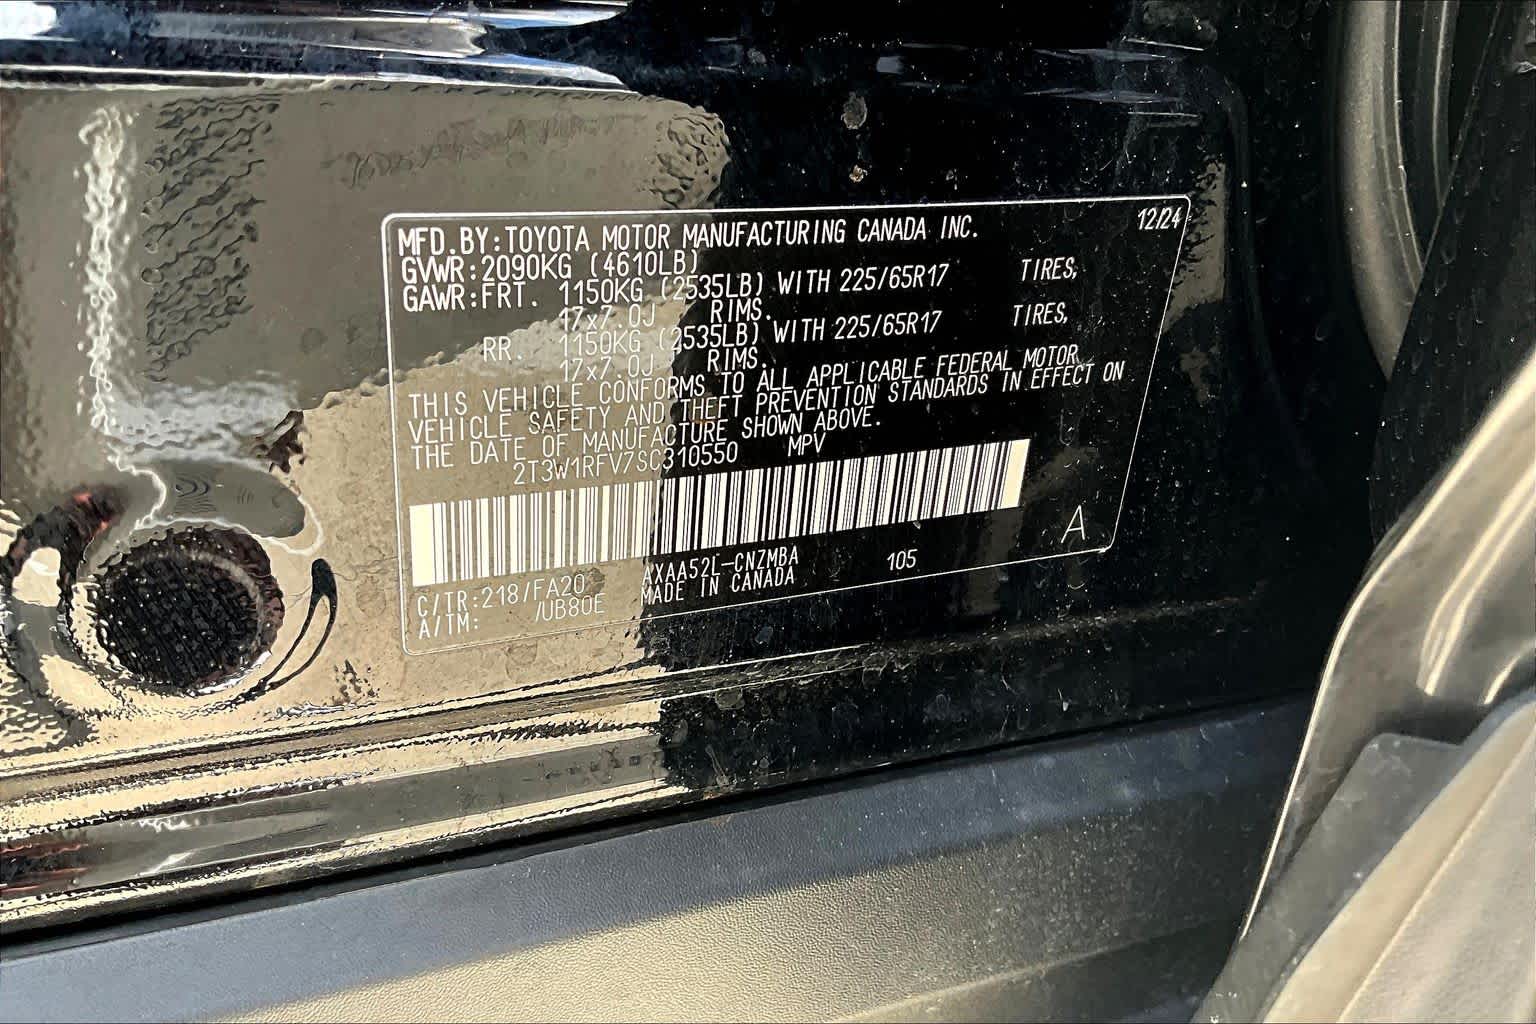 12/24
MFD.BY:TOYOTA MOTOR MANUFACTURING CANADA INC.
GVWR:2090KG (4610LB)
GAWR:FRT. 1150KG (2535LB) WITH 225/65R17 TIRES,
17x7.0J RIMS.
RR. 1150KG (2535LB) WITH 225/65R17 TIRES,
17x7.0J RIMS.
THIS VEHICLE CONFORMS TO ALL APPLICABLE FEDERAL MOTOR
VEHICLE SAFETY AND THEFT PREVENTION STANDARDS IN EFFECT ON
THE DATE OF MANUFACTURE SHOWN ABOVE.
2T3W1RFV7SC310550 MPV
A
C/TR:218/FA20 AXAA52L-CNZMBA 105
A/TM: /UB80E MADE IN CANADA